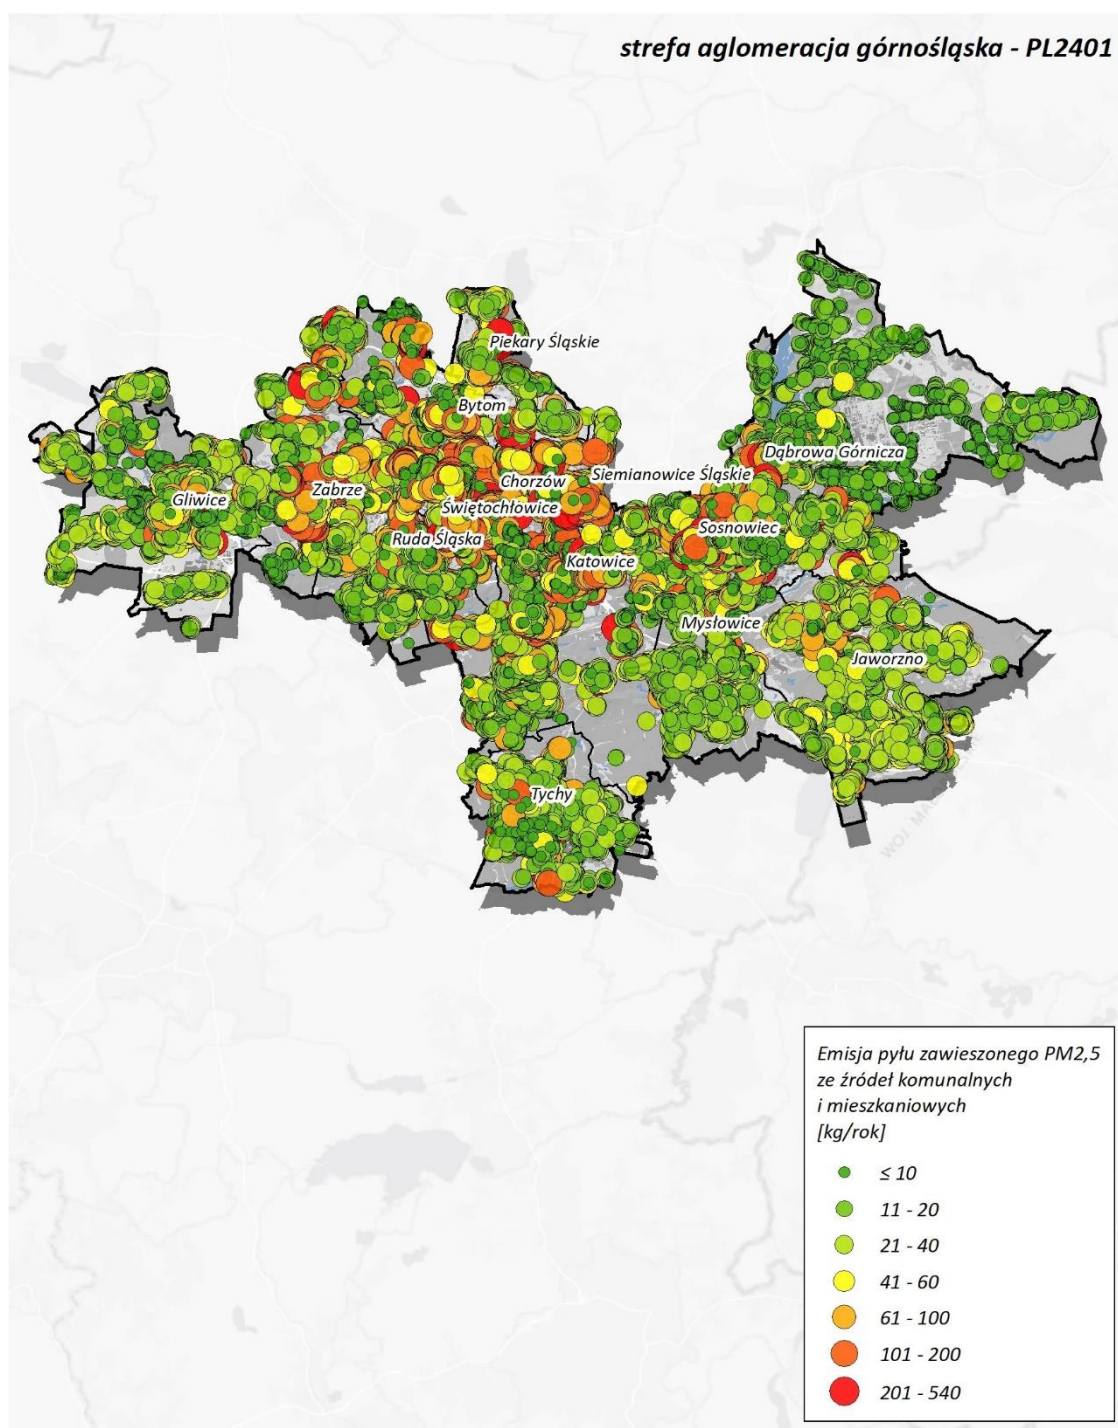 strefa aglomeracja górnośląska - PL2401
Piekary Śląskie
Bytom
Dąbrowa Górnicza
Siemianowice Śląskie
Chorzów
Zabrze
Gliwice
Świętochłowice
Sosnowiec
Ruda Śląska
Katowice
Mysłowice
Jaworzno
Tychy
Emisja pyłu zawieszonego PM2,5
ze źródeł komunalnych
i mieszkaniowych
[kg/rok]
≤ 10
11 - 20
21 - 40
41 - 60
61 - 100
101 - 200
201 - 540